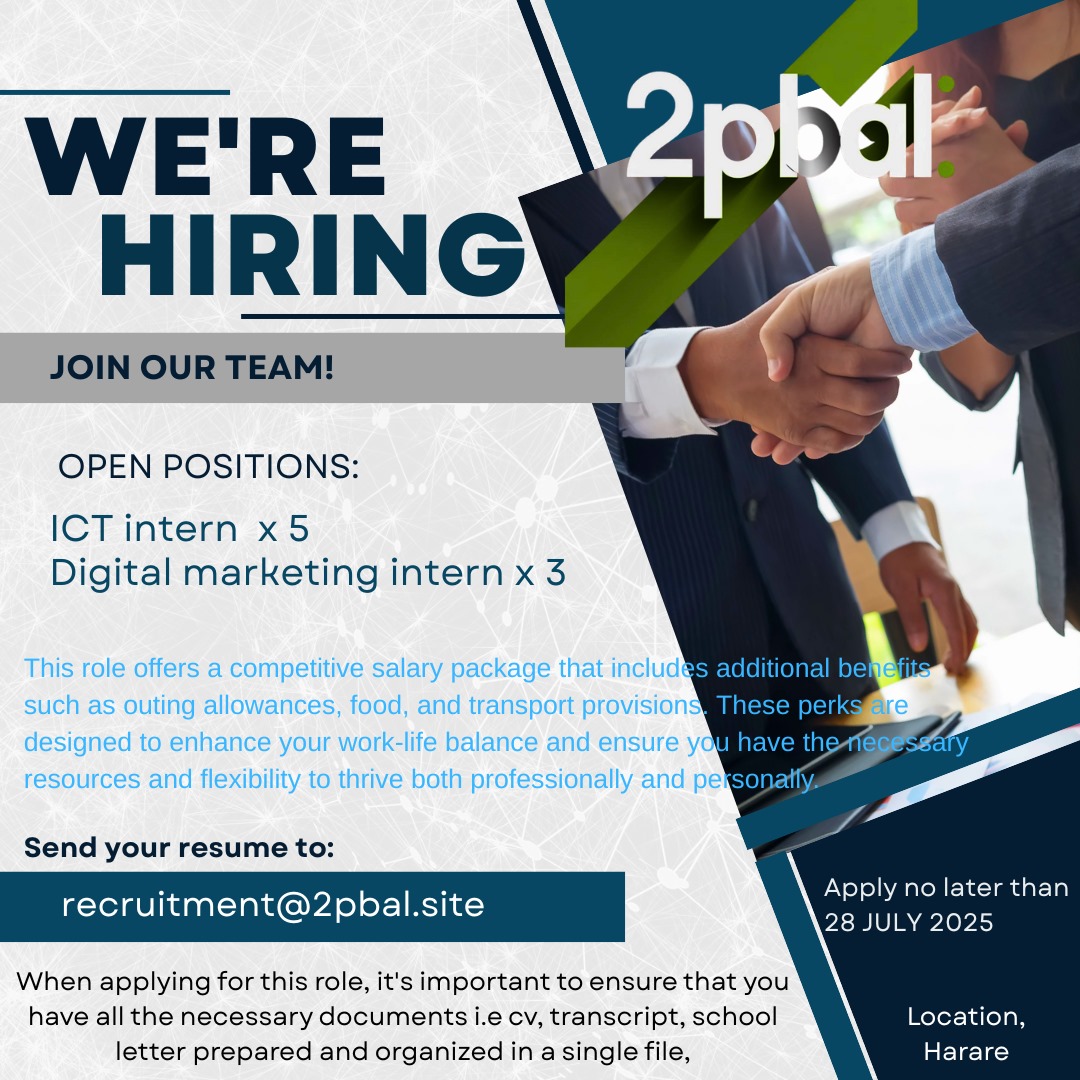 2pbal:
WE'RE
HIRING
JOIN OUR TEAM!
OPEN POSITIONS:
ICT intern  x 5
Digital marketing intern x 3
This role offers a competitive salary package that includes additional benefits
such as outing allowances, food, and transport provisions. These perks are
designed to enhance your work-life balance and ensure you have the necessary
resources and flexibility to thrive both professionally and personally.
Send your resume to:
recruitment@2pbal.site
When applying for this role, it's important to ensure that you
have all the necessary documents i.e cv, transcript, school
letter prepared and organized in a single file,
Apply no later than
28 JULY 2025
Location,
Harare